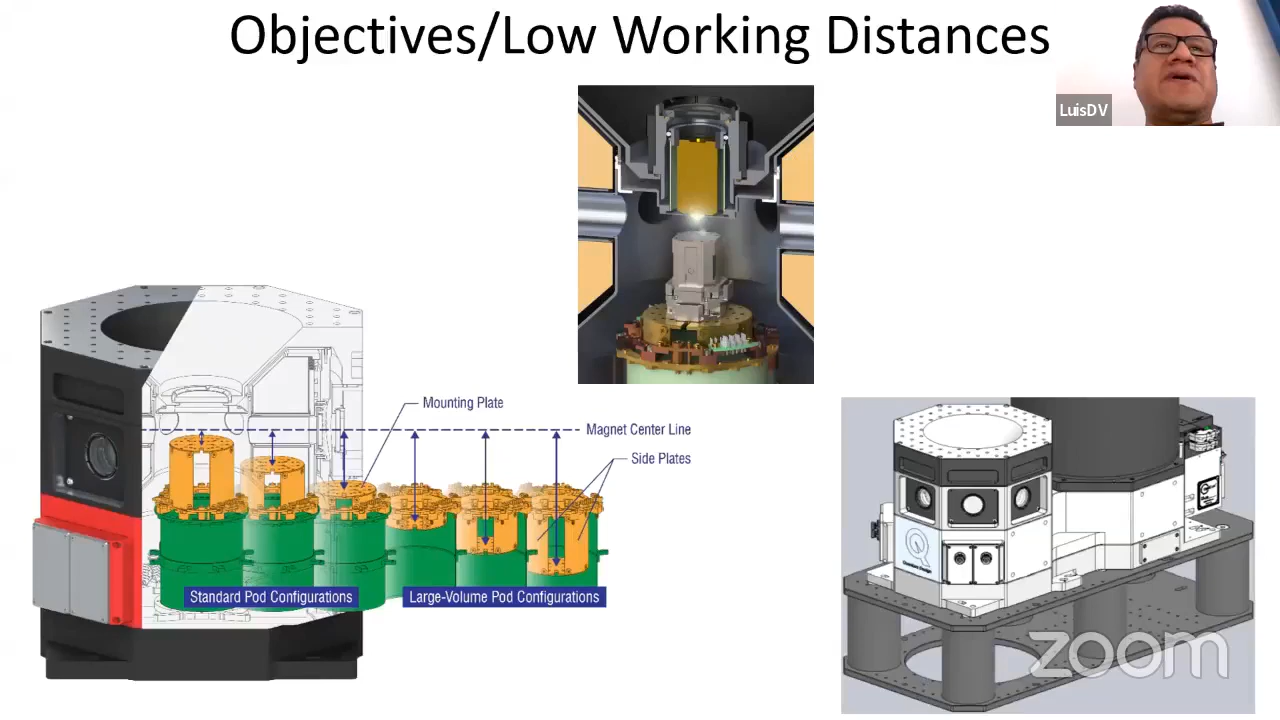 Objectives/Low Working Distances
LuisDV
Mounting Plate
Magnet Center Line
Side Plates
Standard Pod Configurations
Large-Volume Pod Configurations
zoom